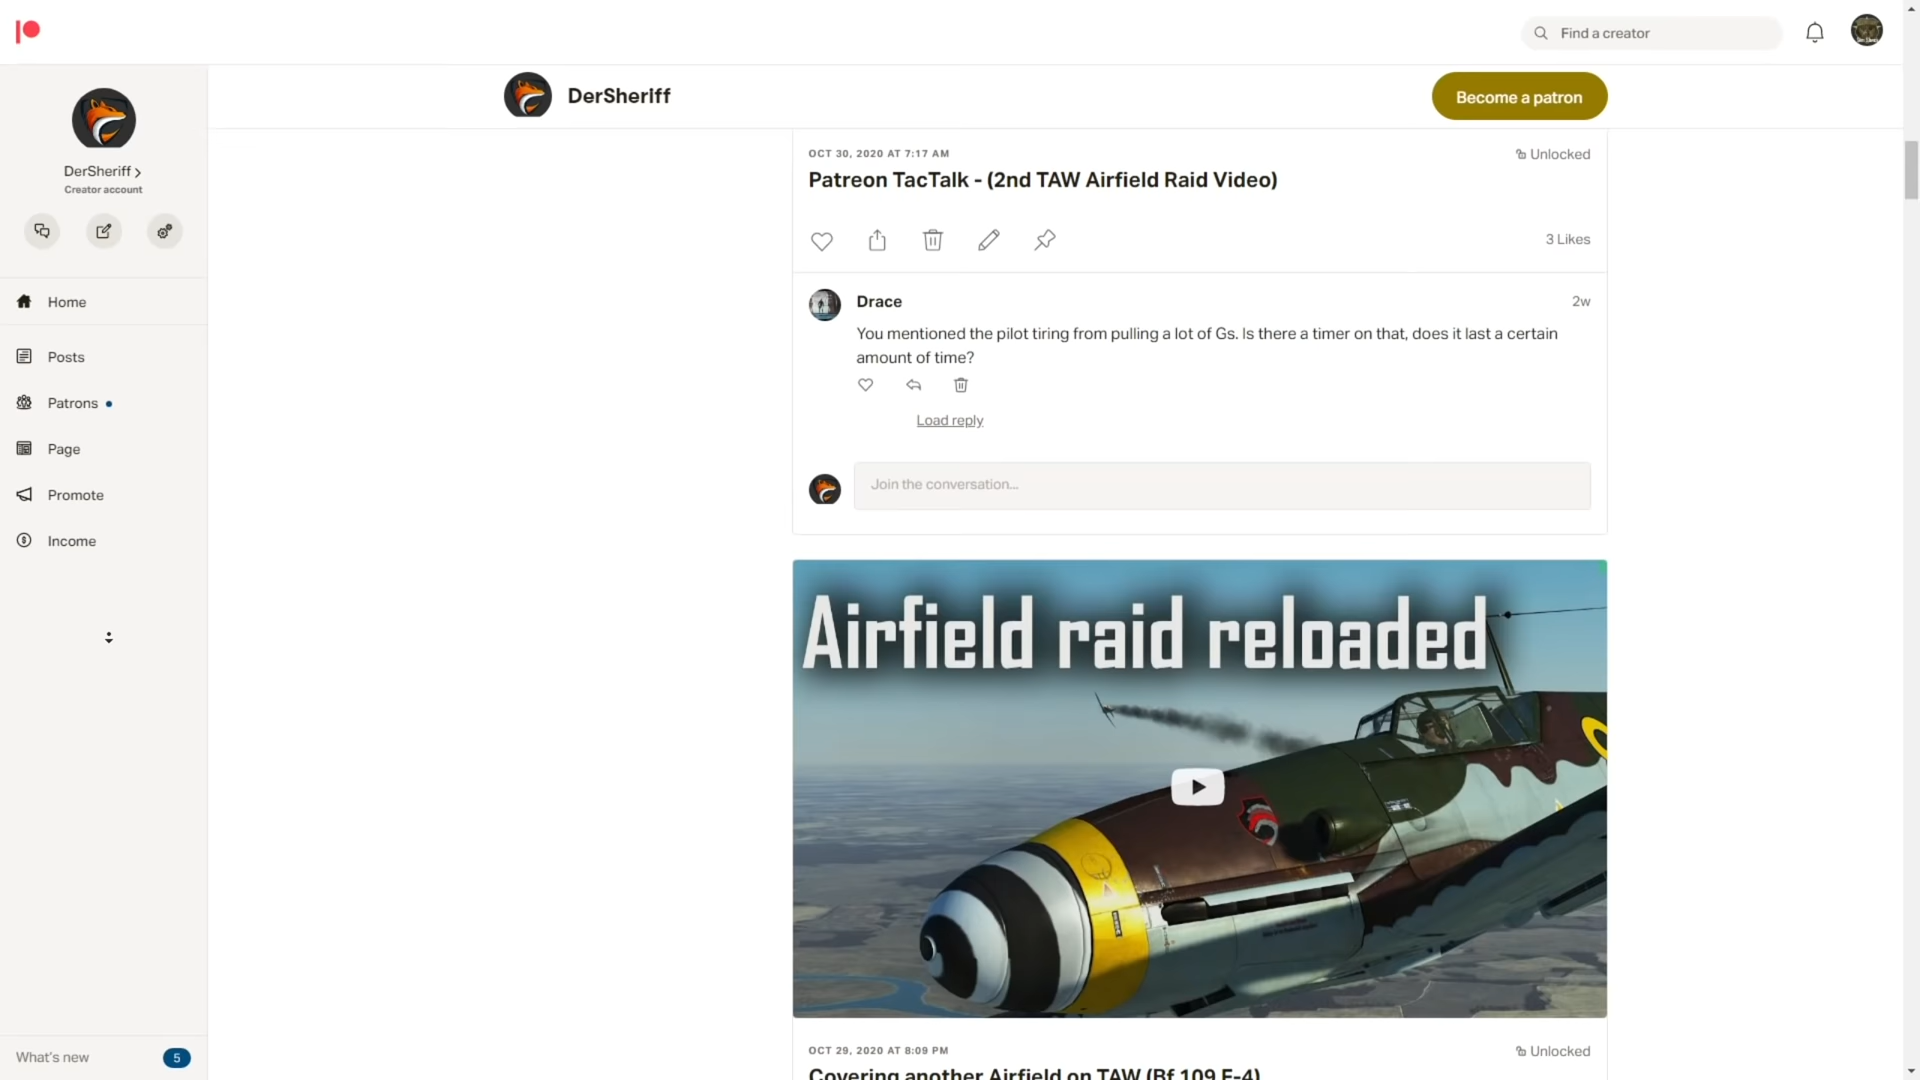 Find a creator
DerSheriff
Creator account
Home
Posts
Patrons
Page
Promote
Income
What's new
5
DerSheriff
Become a patron
OCT 30, 2020 AT 7:17 AM
Unlocked
Patreon TacTalk - (2nd TAW Airfield Raid Video)
3 Likes
Drace
2w
You mentioned the pilot tiring from pulling a lot of Gs. Is there a timer on that, does it last a certain
amount of time?
Load reply
Join the conversation...
Airfield raid reloaded
OCT 29, 2020 AT 8:09 PM
Unlocked
Covering another Airfield on TAW (Bf 109 F-4)